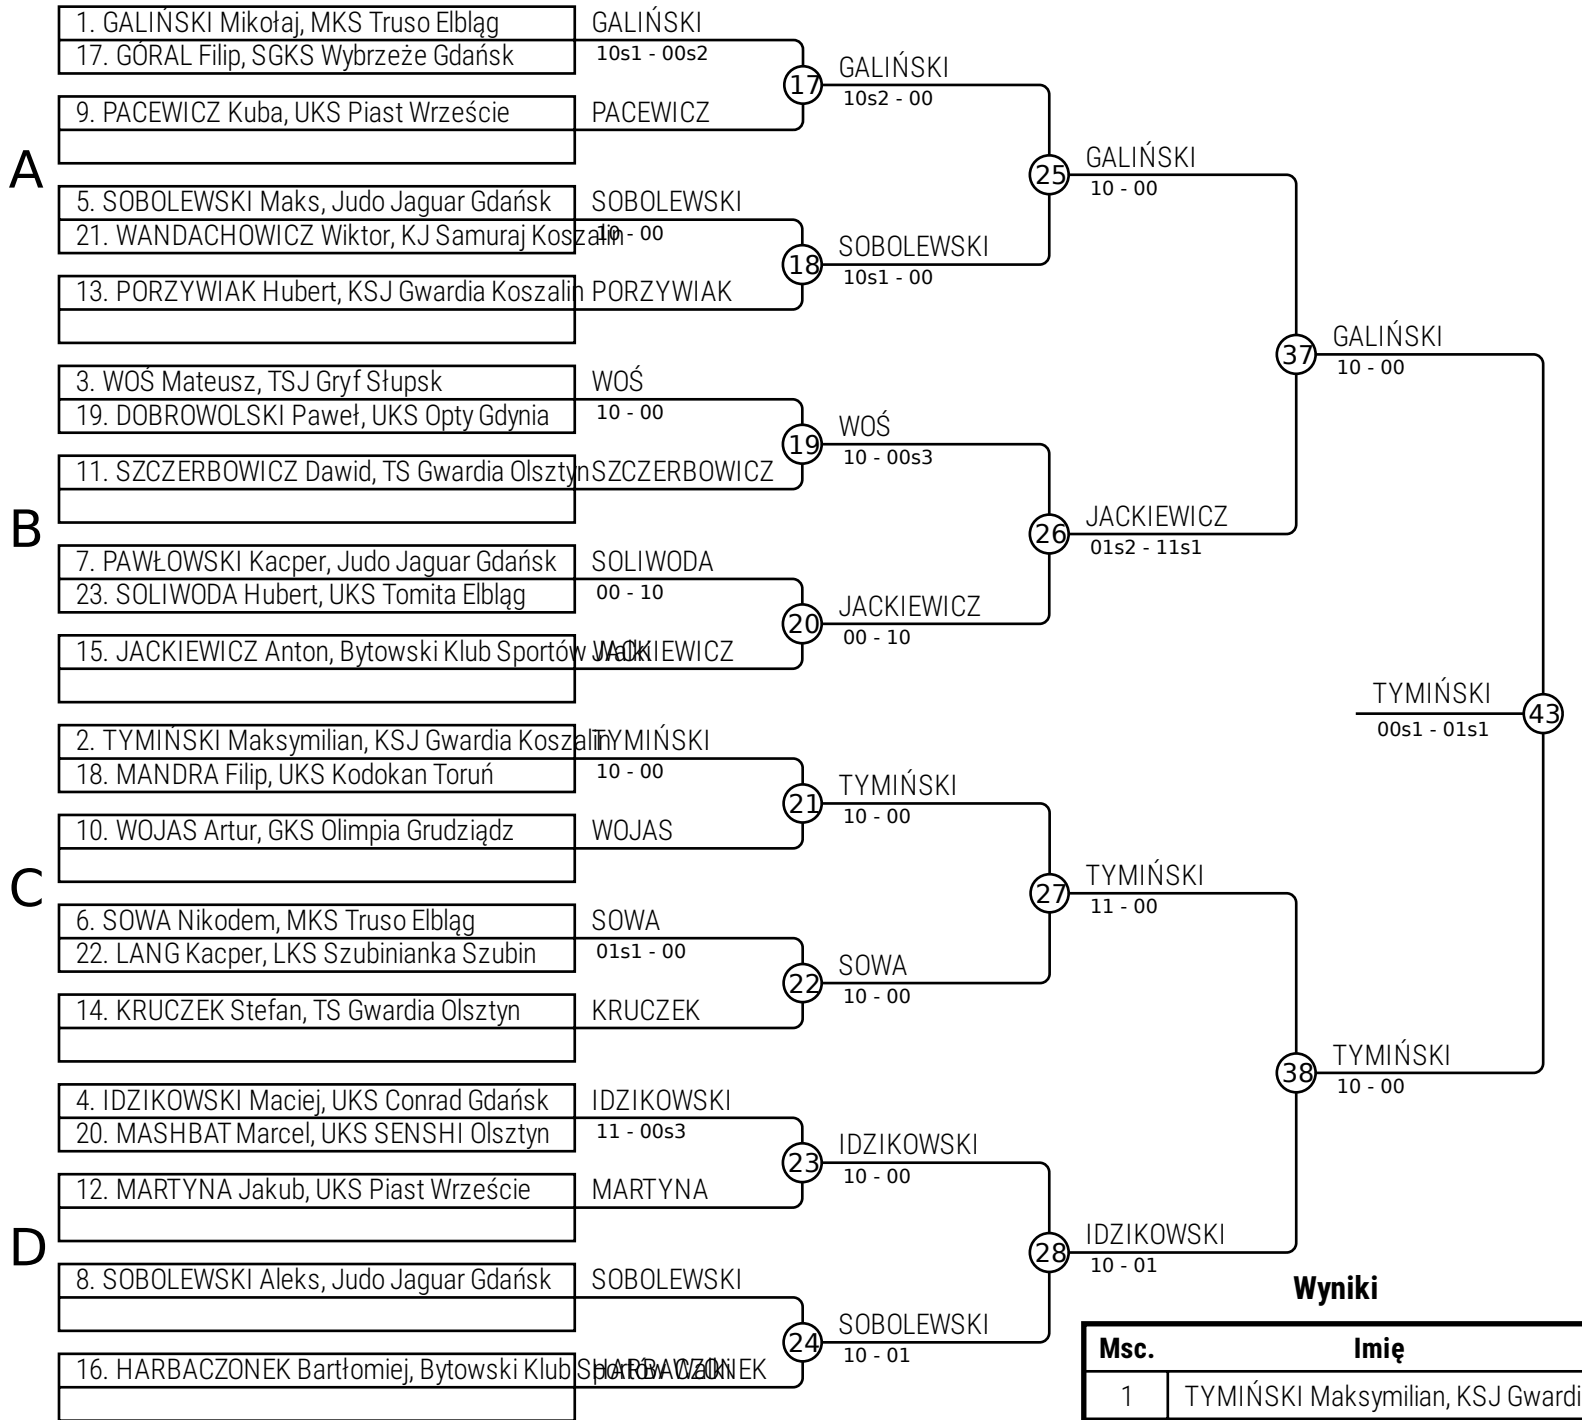 1. GALIŃSKI Mikołaj, MKS Truso Elbląg
17. GÓRAL Filip, SGKS Wybrzeże Gdańsk
GALIŃSKI
10s1 - 00s2
9. PACEWICZ Kuba, UKS Piast Wrzeście
PACEWICZ
17
GALIŃSKI
10s2 - 00
A
5. SOBOLEWSKI Maks, Judo Jaguar Gdańsk
21. WANDACHOWICZ Wiktor, KJ Samuraj Koszalin
SOBOLEWSKI
10 - 00
13. PORZYWIAK Hubert, KSJ Gwardia Koszalin
PORZYWIAK
18
SOBOLEWSKI
10s1 - 00
25
GALIŃSKI
10 - 00
3. WOŚ Mateusz, TSJ Gryf Słupsk
19. DOBROWOLSKI Paweł, UKS Opty Gdynia
WOŚ
10 - 00
11. SZCZERBOWICZ Dawid, TS Gwardia Olsztyn
SZCZERBOWICZ
19
WOŚ
10 - 00s3
B
7. PAWŁOWSKI Kacper, Judo Jaguar Gdańsk
23. SOLIWODA Hubert, UKS Tomita Elbląg
SOLIWODA
00 - 10
15. JACKIEWICZ Anton, Bytowski Klub Sportów Walki
JACKIEWICZ
20
JACKIEWICZ
00 - 10
26
JACKIEWICZ
01s2 - 11s1
37
GALIŃSKI
10 - 00
2. TYMIŃSKI Maksymilian, KSJ Gwardia Koszalin
18. MANDRA Filip, UKS Kodokan Toruń
TYMIŃSKI
10 - 00
10. WOJAS Artur, GKS Olimpia Grudziądz
WOJAS
21
TYMIŃSKI
10 - 00
C
6. SOWA Nikodem, MKS Truso Elbląg
22. LANG Kacper, LKS Szubinianka Szubin
SOWA
01s1 - 00
14. KRUCZEK Stefan, TS Gwardia Olsztyn
KRUCZEK
22
SOWA
10 - 00
27
TYMIŃSKI
11 - 00
4. IDZIKOWSKI Maciej, UKS Conrad Gdańsk
20. MASHBAT Marcel, UKS SENSHI Olsztyn
IDZIKOWSKI
11 - 00s3
12. MARTYNA Jakub, UKS Piast Wrzeście
MARTYNA
23
IDZIKOWSKI
10 - 00
D
8. SOBOLEWSKI Aleks, Judo Jaguar Gdańsk
SOBOLEWSKI
16. HARBACZONEK Bartłomiej, Bytowski Klub Sportów Walki
HARBACZONEK
24
SOBOLEWSKI
10 - 01
28
IDZIKOWSKI
10 - 01
38
TYMIŃSKI
10 - 00
43
TYMIŃSKI
00s1 - 01s1
Wyniki
Msc. Imię
1 TYMIŃSKI Maksymilian, KSJ Gwardi